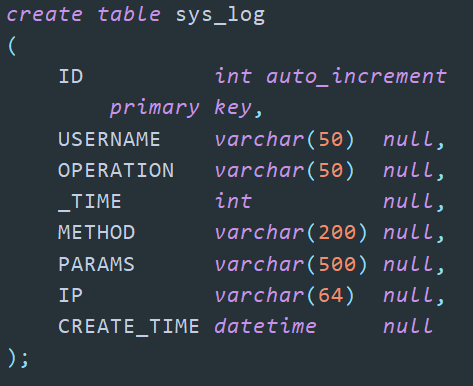 create table sys_log
(
    ID          int auto_increment
        primary key,
    USERNAME    varchar(50)  null,
    OPERATION   varchar(50)  null,
    _TIME       int          null,
    METHOD      varchar(200) null,
    PARAMS      varchar(500) null,
    IP          varchar(64)  null,
    CREATE_TIME datetime     null
);